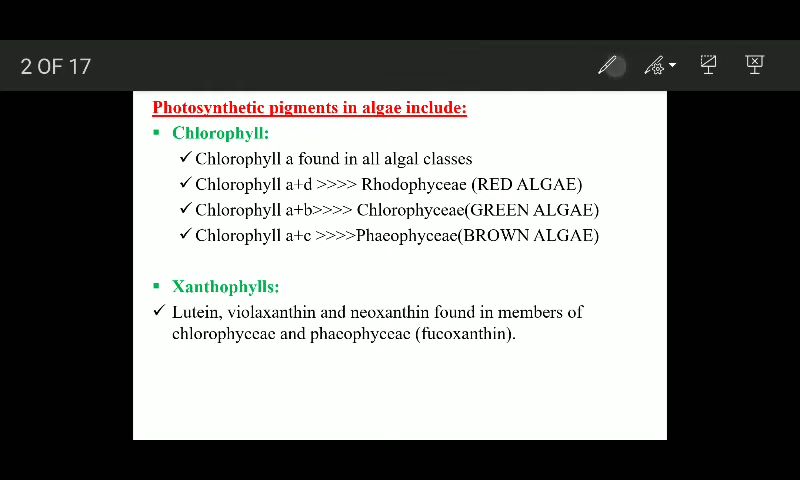 2 OF 17
Photosynthetic pigments in algae include:
▪ Chlorophyll:
✓ Chlorophyll a found in all algal classes
✓ Chlorophyll a+d >>>> Rhodophyceae (RED ALGAE)
✓ Chlorophyll a+b>>>> Chlorophyceae(GREEN ALGAE)
✓ Chlorophyll a+c >>>>Phaeophyceae(BROWN ALGAE)
▪ Xanthophylls:
✓ Lutein, violaxanthin and neoxanthin found in members of
chlorophyceae and phaeophyceae (fucoxanthin).